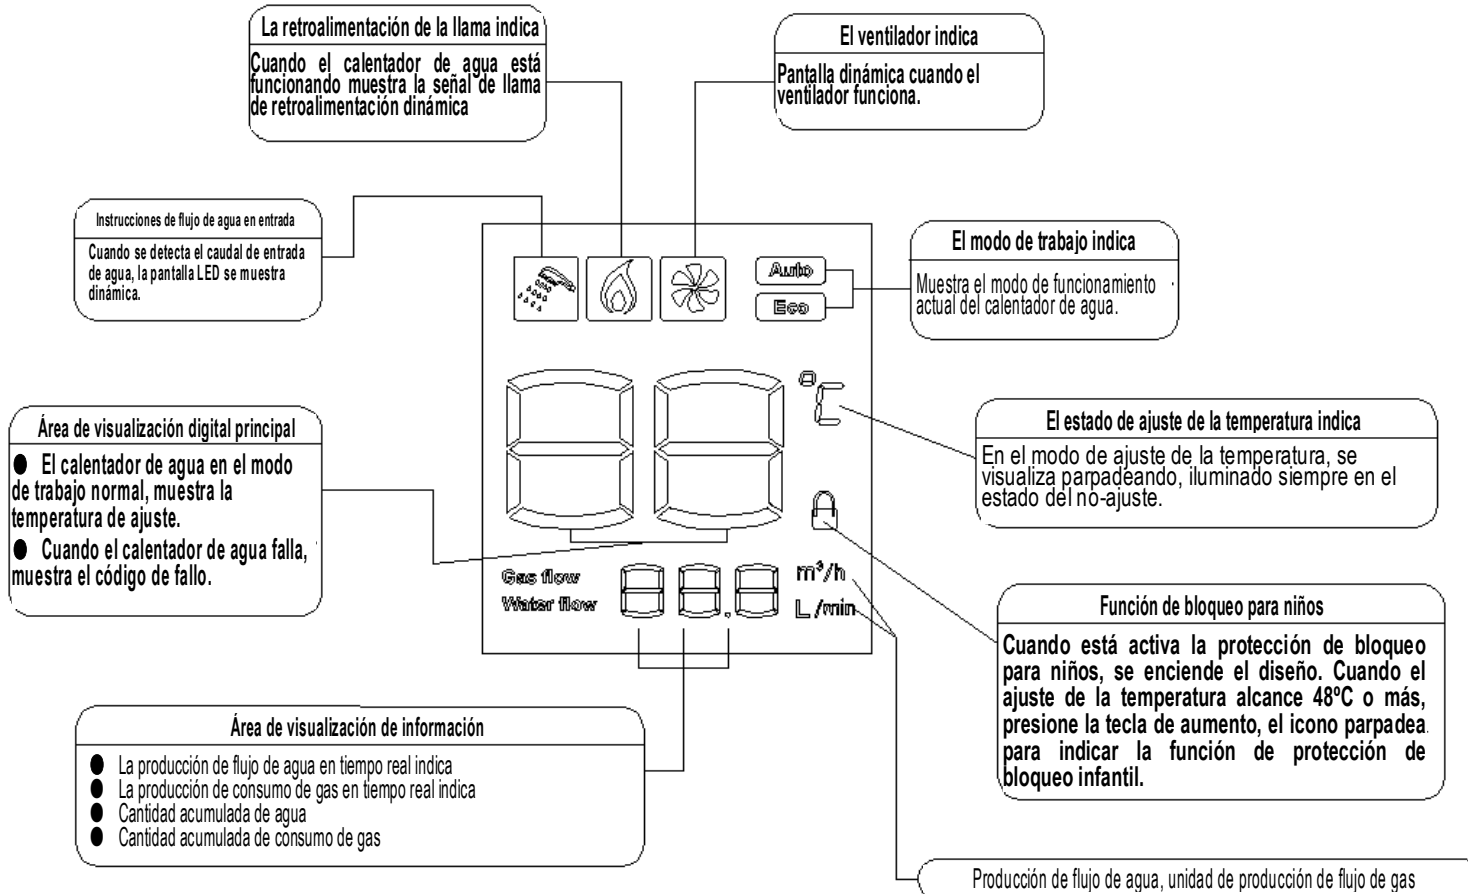 La retroalimentación de la llama indica
Cuando el calentador de agua está
funcionando muestra la señal de llama
de retroalimentación dinámica
El ventilador indica
Pantalla dinámica cuando el
ventilador funciona.
Instrucciones de flujo de agua en entrada
Cuando se detecta el caudal de entrada
de agua, la pantalla LED se muestra
dinámica.
Auto
Eco
El modo de trabajo indica
Muestra el modo de funcionamiento
actual del calentador de agua.
°C
Área de visualización digital principal
● El calentador de agua en el modo
de trabajo normal, muestra la
temperatura de ajuste.
● Cuando el calentador de agua falla,
muestra el código de fallo.
El estado de ajuste de la temperatura indica
En el modo de ajuste de la temperatura, se
visualiza parpadeando, iluminado siempre en el
estado del no-ajuste.
Gas flow
Water flow
88.8
m³/h
L/min
Función de bloqueo para niños
Cuando está activa la protección de bloqueo
para niños, se enciende el diseño. Cuando el
ajuste de la temperatura alcance 48ºC o más,
presione la tecla de aumento, el icono parpadea
para indicar la función de protección de
bloqueo infantil.
Área de visualización de información
● La producción de flujo de agua en tiempo real indica
● La producción de consumo de gas en tiempo real indica
● Cantidad acumulada de agua
● Cantidad acumulada de consumo de gas
Producción de flujo de agua, unidad de producción de flujo de gas